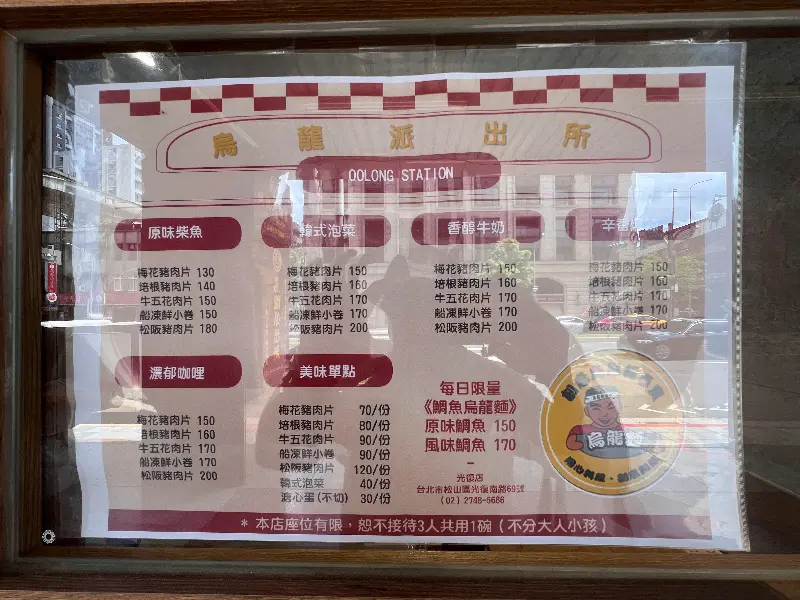 烏龍派出所
OOLONG STATION
原味柴魚
梅花豬肉片 130
培根豬肉片 140
牛五花肉片 150
船凍鮮小卷 150
松阪豬肉片 180
韓式泡菜
梅花豬肉片 150
培根豬肉片 160
牛五花肉片 170
船凍鮮小卷 170
松阪豬肉片 200
香醇牛奶
梅花豬肉片 150
培根豬肉片 160
牛五花肉片 170
船凍鮮小卷 170
松阪豬肉片 200
辛香
梅花豬肉片 150
培根豬肉片 160
牛五花肉片 170
船凍鮮小卷 170
松阪豬肉片 200
濃郁咖哩
梅花豬肉片 150
培根豬肉片 160
牛五花肉片 170
船凍鮮小卷 170
松阪豬肉片 200
美味單點
梅花豬肉片 70/份
培根豬肉片 80/份
牛五花肉片 90/份
船凍鮮小卷 90/份
松阪豬肉片 120/份
韓式泡菜 40/份
溏心蛋(不切) 30/份
每日限量
《鯛魚烏龍麵》
原味鯛魚 150
風味鯛魚 170
光復店
台北市松山區光復南路69號
(02) 2748-5686
烏龍麵
* 本店座位有限，恕不接待3人共用1碗（不分大人小孩）